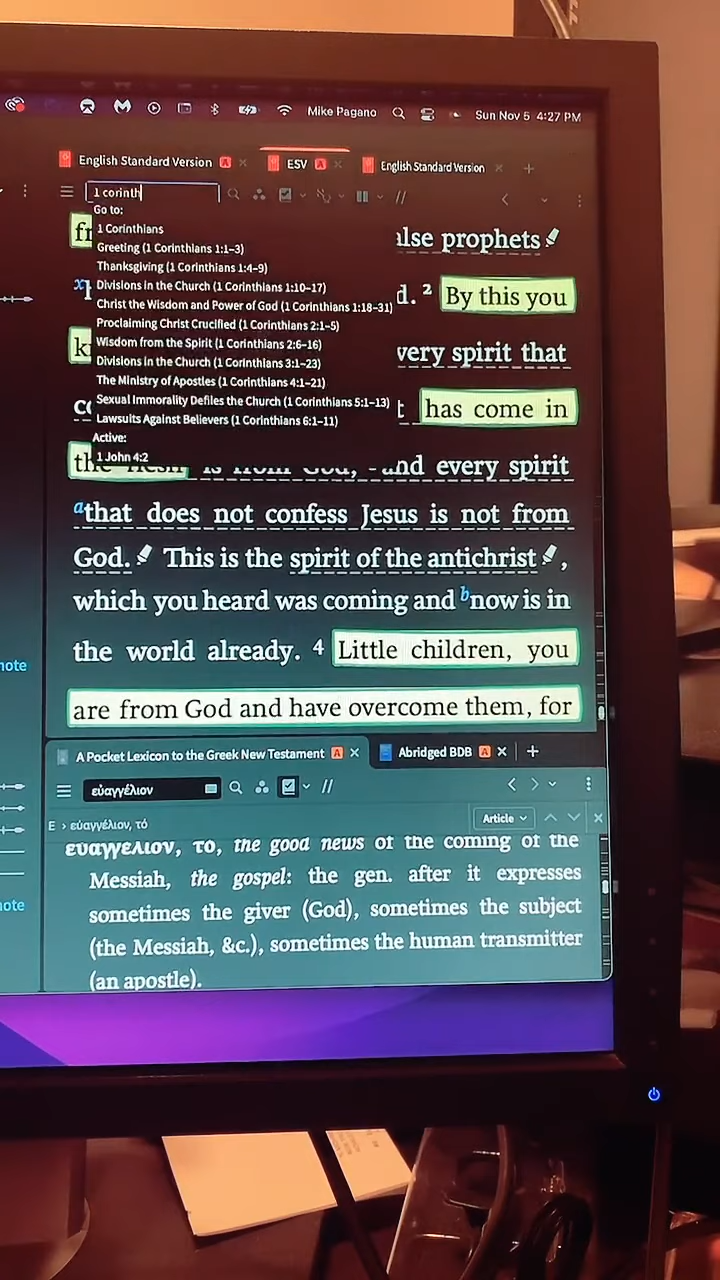 Mike Pagano Sun Nov 5 4:27 PM
English Standard Version A × ESV A × English Standard Version × +
1 corinth
Go to:
1 Corinthians
Greeting (1 Corinthians 1:1–3)
Thanksgiving (1 Corinthians 1:4–9)
Divisions in the Church (1 Corinthians 1:10–17)
Christ the Wisdom and Power of God (1 Corinthians 1:18–31)
Proclaiming Christ Crucified (1 Corinthians 2:1–5)
Wisdom from the Spirit (1 Corinthians 2:6–16)
Divisions in the Church (1 Corinthians 3:1–23)
The Ministry of Apostles (1 Corinthians 4:1–21)
Sexual Immorality Defiles the Church (1 Corinthians 5:1–13)
Lawsuits Against Believers (1 Corinthians 6:1–11)
Active:
1 John 4:2
alse prophets
d. 2 By this you
very spirit that
t has come in
the flesh is from God, and every spirit
a that does not confess Jesus is not from
God. This is the spirit of the antichrist,
which you heard was coming and b now is in
the world already. 4 Little children, you
are from God and have overcome them, for
note
A Pocket Lexicon to the Greek New Testament A × Abridged BDB A × +
εὐαγγέλιον
E › εὐαγγέλιον, τό Article
εὐαγγέλιον, τό, the good news of the coming of the
Messiah, the gospel: the gen. after it expresses
sometimes the giver (God), sometimes the subject
(the Messiah, &c.), sometimes the human transmitter
(an apostle).
note